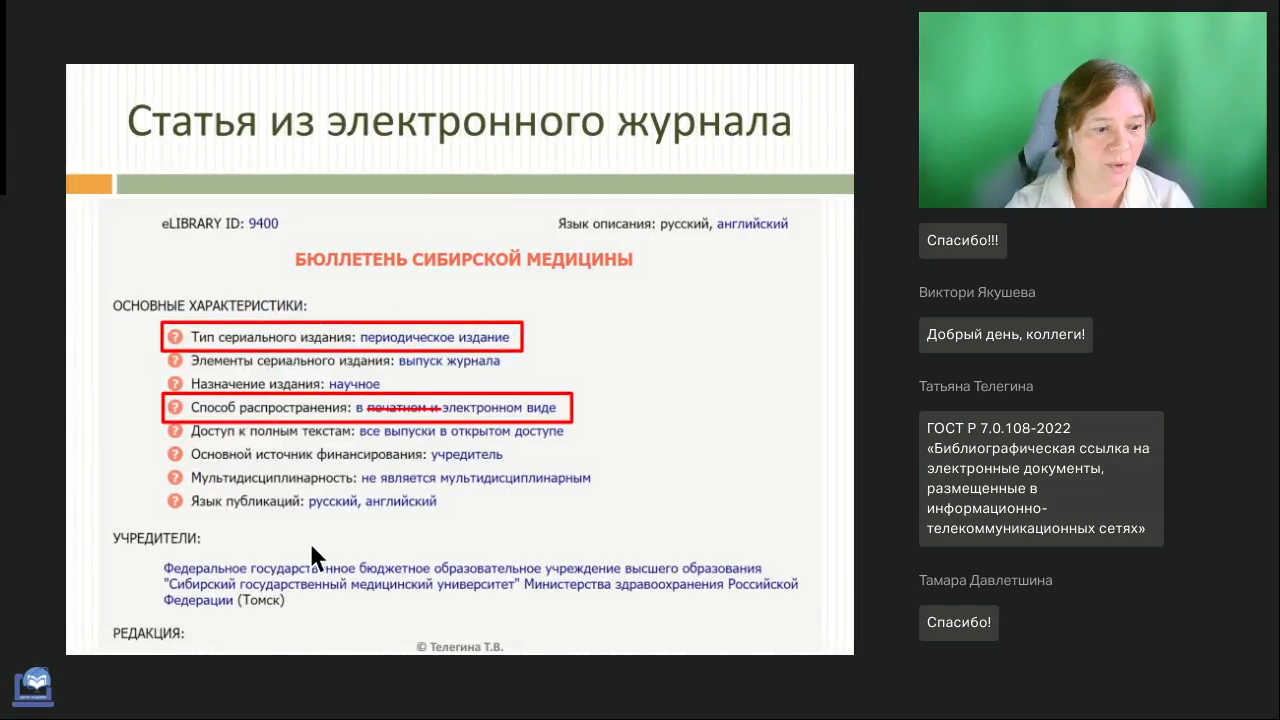 Статья из электронного журнала
eLIBRARY ID: 9400
Язык описания: русский, английский
БЮЛЛЕТЕНЬ СИБИРСКОЙ МЕДИЦИНЫ
ОСНОВНЫЕ ХАРАКТЕРИСТИКИ:
? Тип сериального издания: периодическое издание
? Элементы сериального издания: выпуск журнала
? Назначение издания: научное
? Способ распространения: в печатном и электронном виде
? Доступ к полным текстам: все выпуски в открытом доступе
? Основной источник финансирования: учредитель
? Мультидисциплинарность: не является мультидисциплинарным
? Язык публикаций: русский, английский
УЧРЕДИТЕЛИ:
Федеральное государственное бюджетное образовательное учреждение высшего образования
"Сибирский государственный медицинский университет" Министерства здравоохранения Российской
Федерации (Томск)
РЕДАКЦИЯ:
© Телегина Т.В.
Спасибо!!!
Виктори Якушева
Добрый день, коллеги!
Татьяна Телегина
ГОСТ Р 7.0.108-2022
«Библиографическая ссылка на
электронные документы,
размещенные в
информационно-
телекоммуникационных сетях»
Тамара Давлетшина
Спасибо!